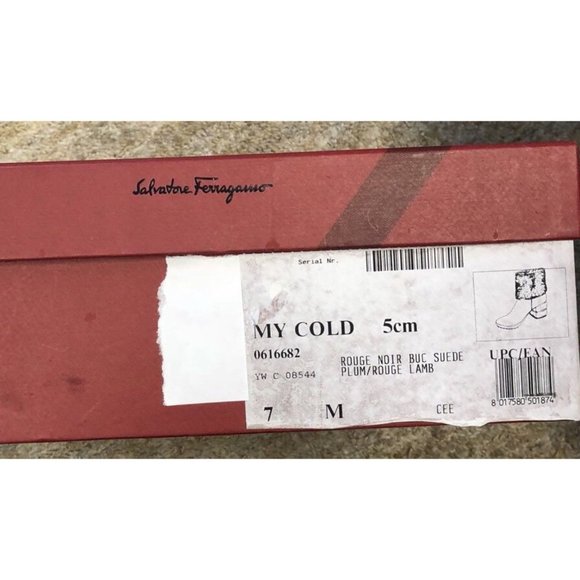 Salvatore Ferragamo
Serial Nr.
MY COLD 5cm
0616682
ROUGE NOIR BUC SUEDE
PLUM/ROUGE LAMB
UPC/EAN
YW C 08544
7 M CEE
8 017580 501874